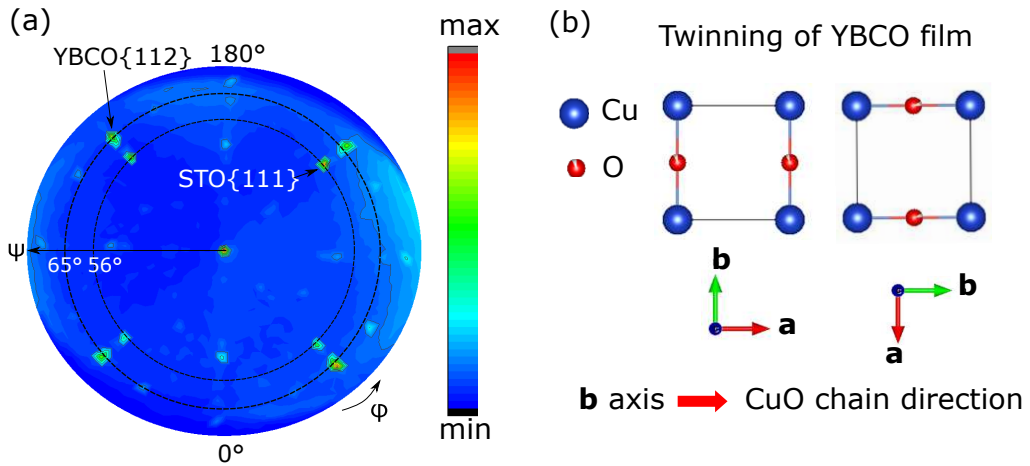 (a)
YBCO{112}
180°
STO{111}
ψ
65° 56°
φ
0°
max
min
(b)
Twinning of YBCO film
Cu
O
b
a
b
a
b axis CuO chain direction